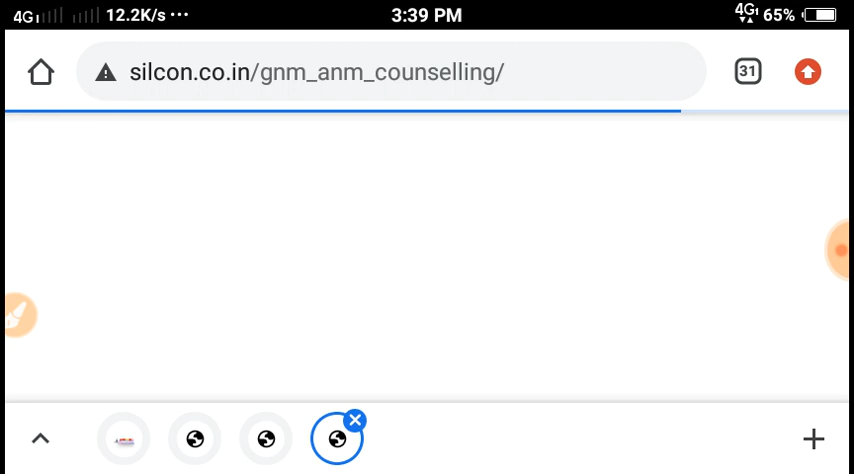 4G 12.2K/s ... 3:39 PM 4G 65%
silcon.co.in/gnm_anm_counselling/ 31